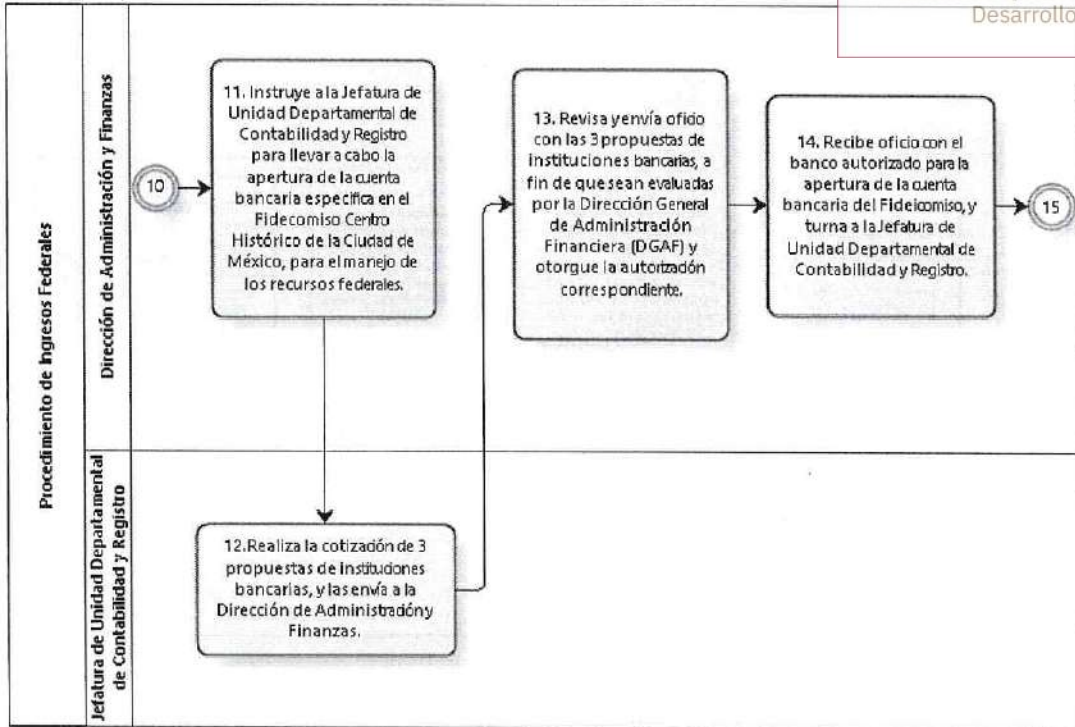 Desarrollo
Procedimiento de Ingresos Federales
Dirección de Administración y Finanzas
10
11. Instruye a la Jefatura de
Unidad Departamental de
Contabilidad y Registro
para llevar a cabo la
apertura de la cuenta
bancaria especifica en el
Fidecomiso Centro
Histórico de la Ciudad de
México, para el manejo de
los recursos federales.
13. Revisa y envía oficio
con las 3 propuestas de
instituciones bancarias, a
fin de que sean evaluadas
por la Dirección General
de Administración
Financiera (DGAF) y
otorgue la autorización
correspondiente.
14. Recibe oficio con el
banco autorizado para la
apertura de la cuenta
bancaria del Fideicomiso, y
turna a la Jefatura de
Unidad Departamental de
Contabilidad y Registro.
15
Jefatura de Unidad Departamental
de Contabilidad y Registro
12.Realiza la cotización de 3
propuestas de instituciones
bancarias, y las envía a la
Dirección de Administración y
Finanzas.